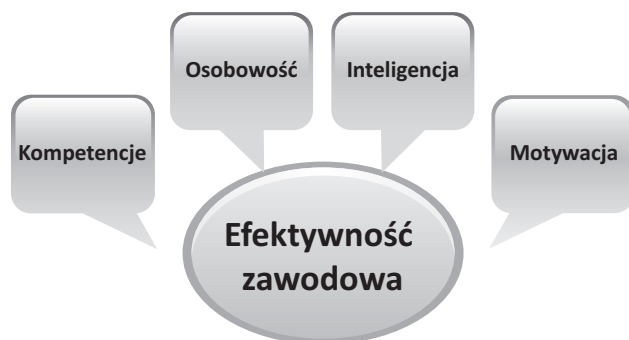 Osobowość
Inteligencja
Kompetencje
Motywacja
Efektywność
zawodowa